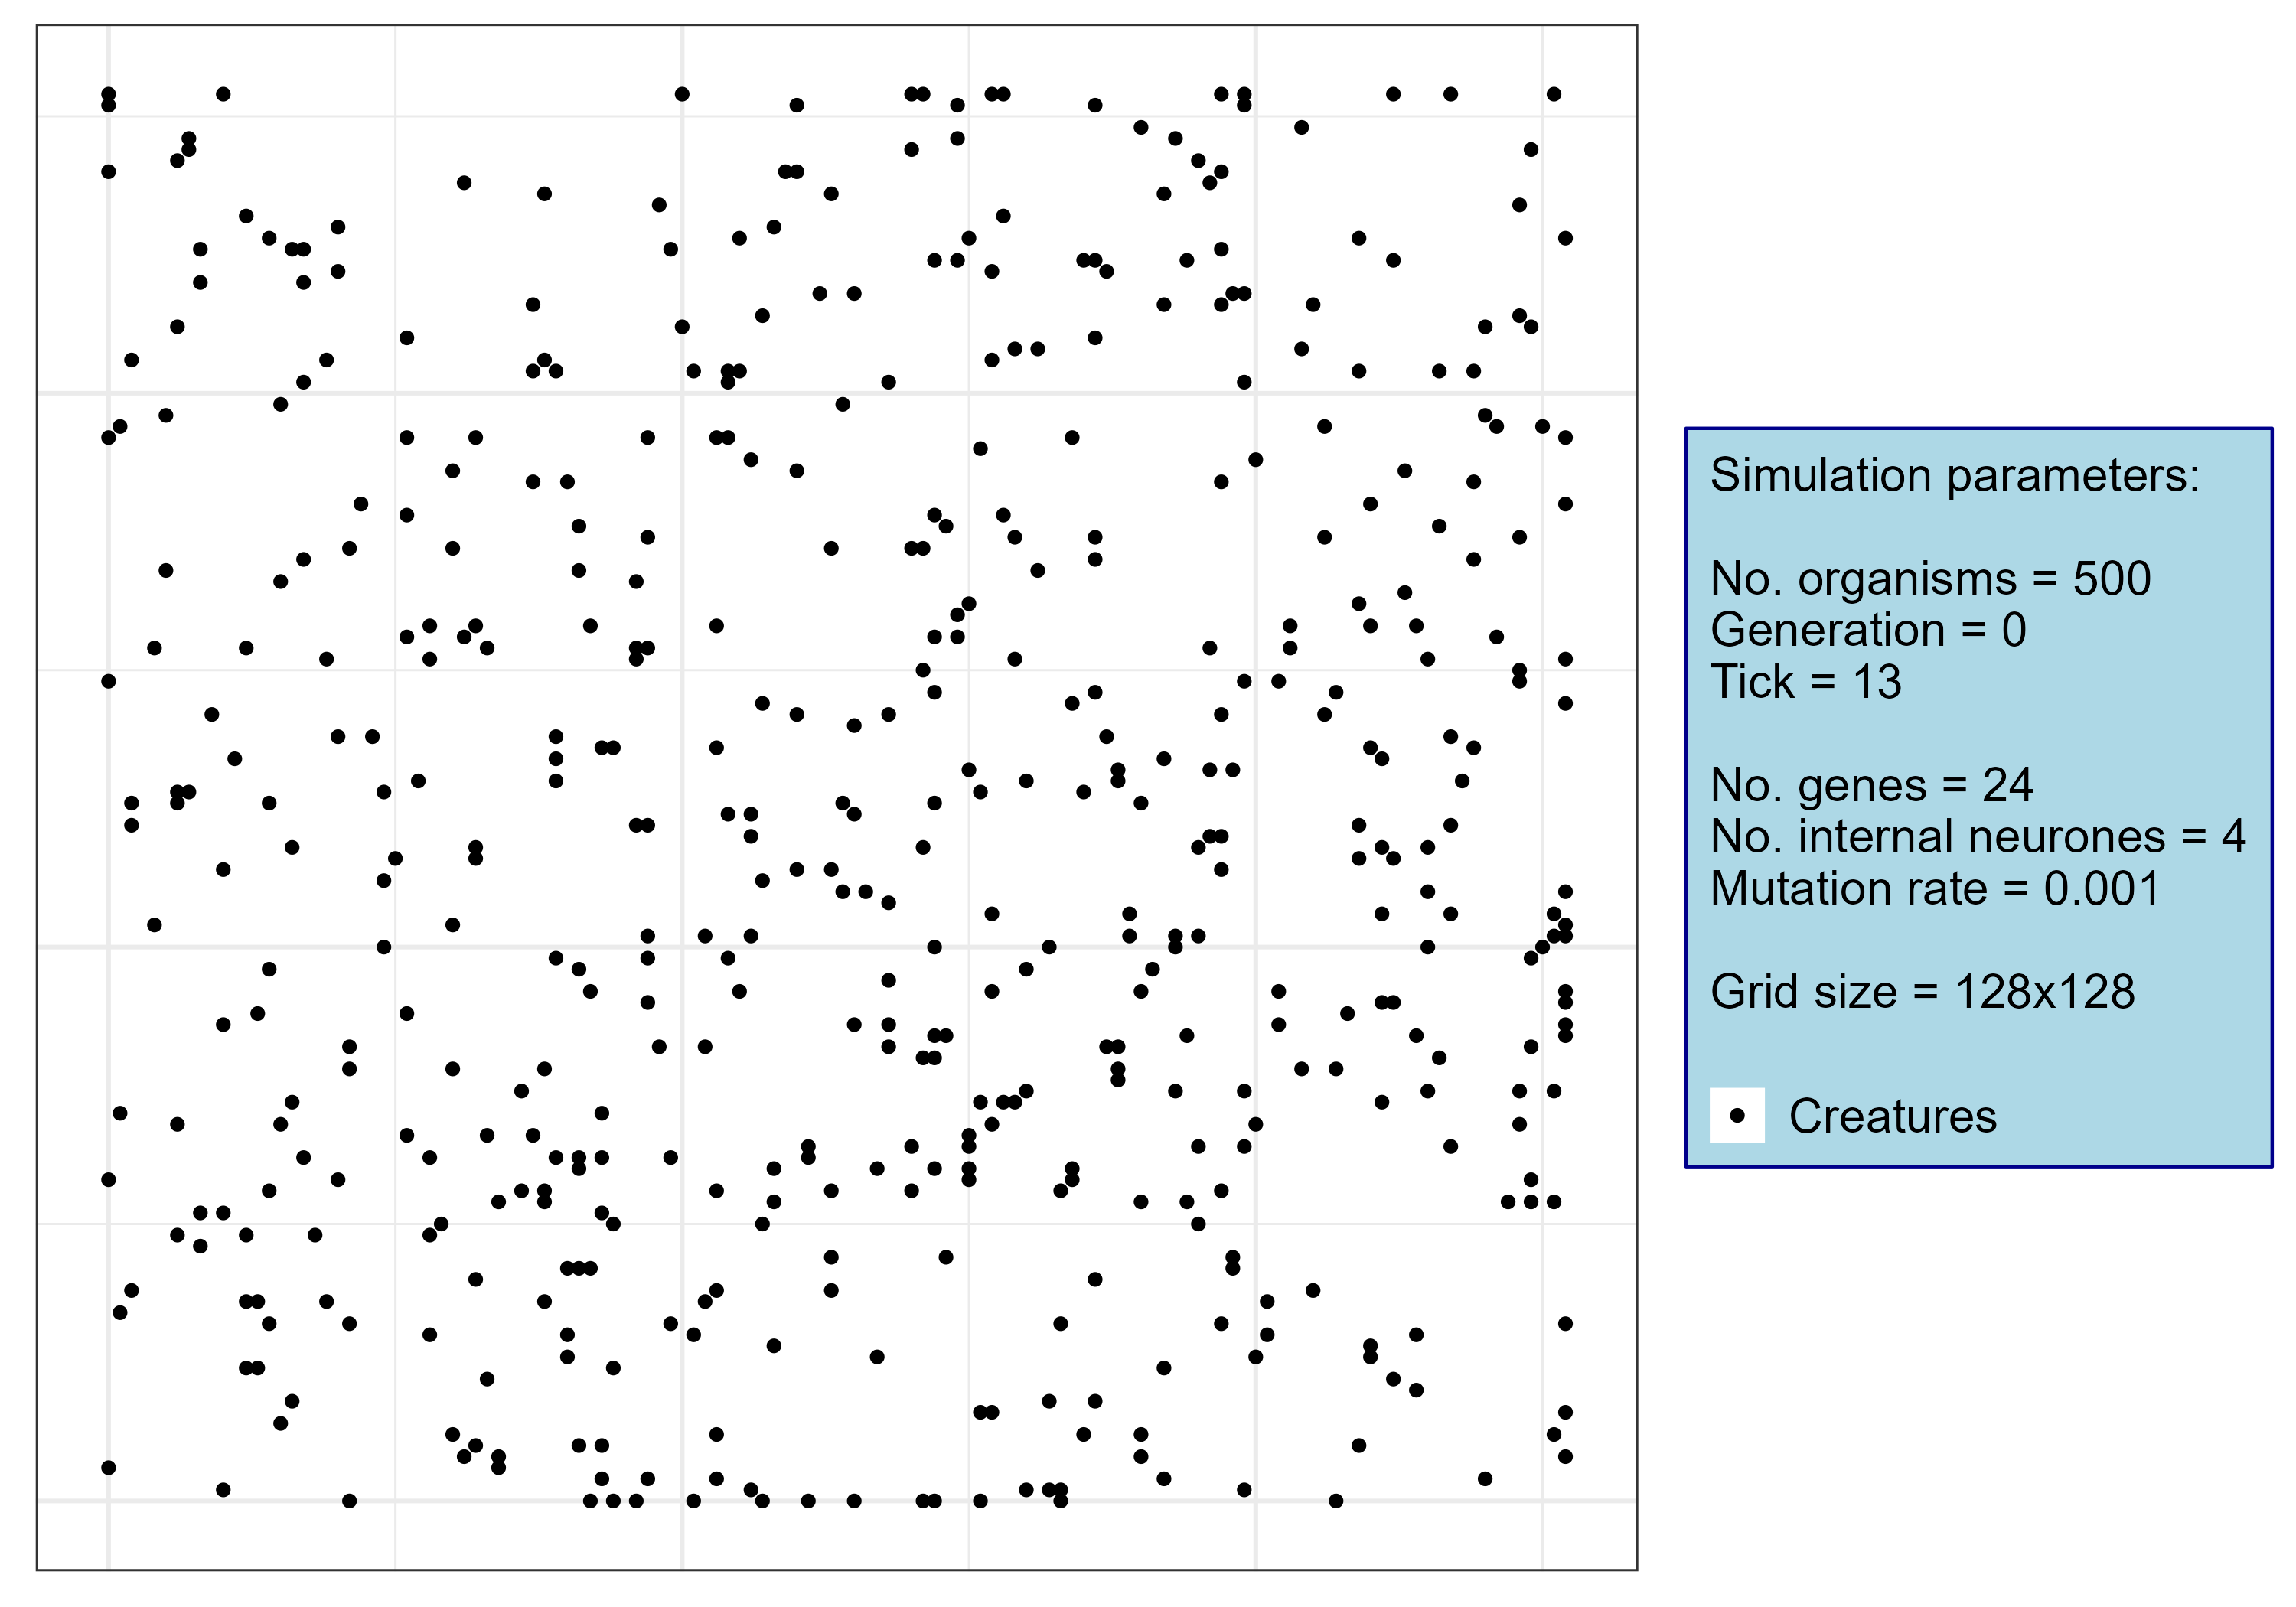 Simulation parameters:
No. organisms = 500
Generation = 0
Tick = 13
No. genes = 24
No. internal neurones = 4
Mutation rate = 0.001
Grid size = 128x128
Creatures